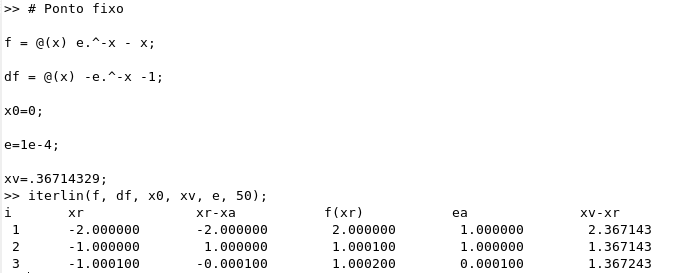 >> # Ponto fixo
f = @(x) e.^-x - x;
df = @(x) -e.^-x -1;
x0=0;
e=1e-4;
xv=.36714329;
>> iterlin(f, df, x0, xv, e, 50);
i xr xr-xa f(xr) ea xv-xr
1 -2.000000 -2.000000 2.000000 1.000000 2.367143
2 -1.000000 1.000000 1.000100 1.000000 1.367143
3 -1.000100 -0.000100 1.000200 0.000100 1.367243